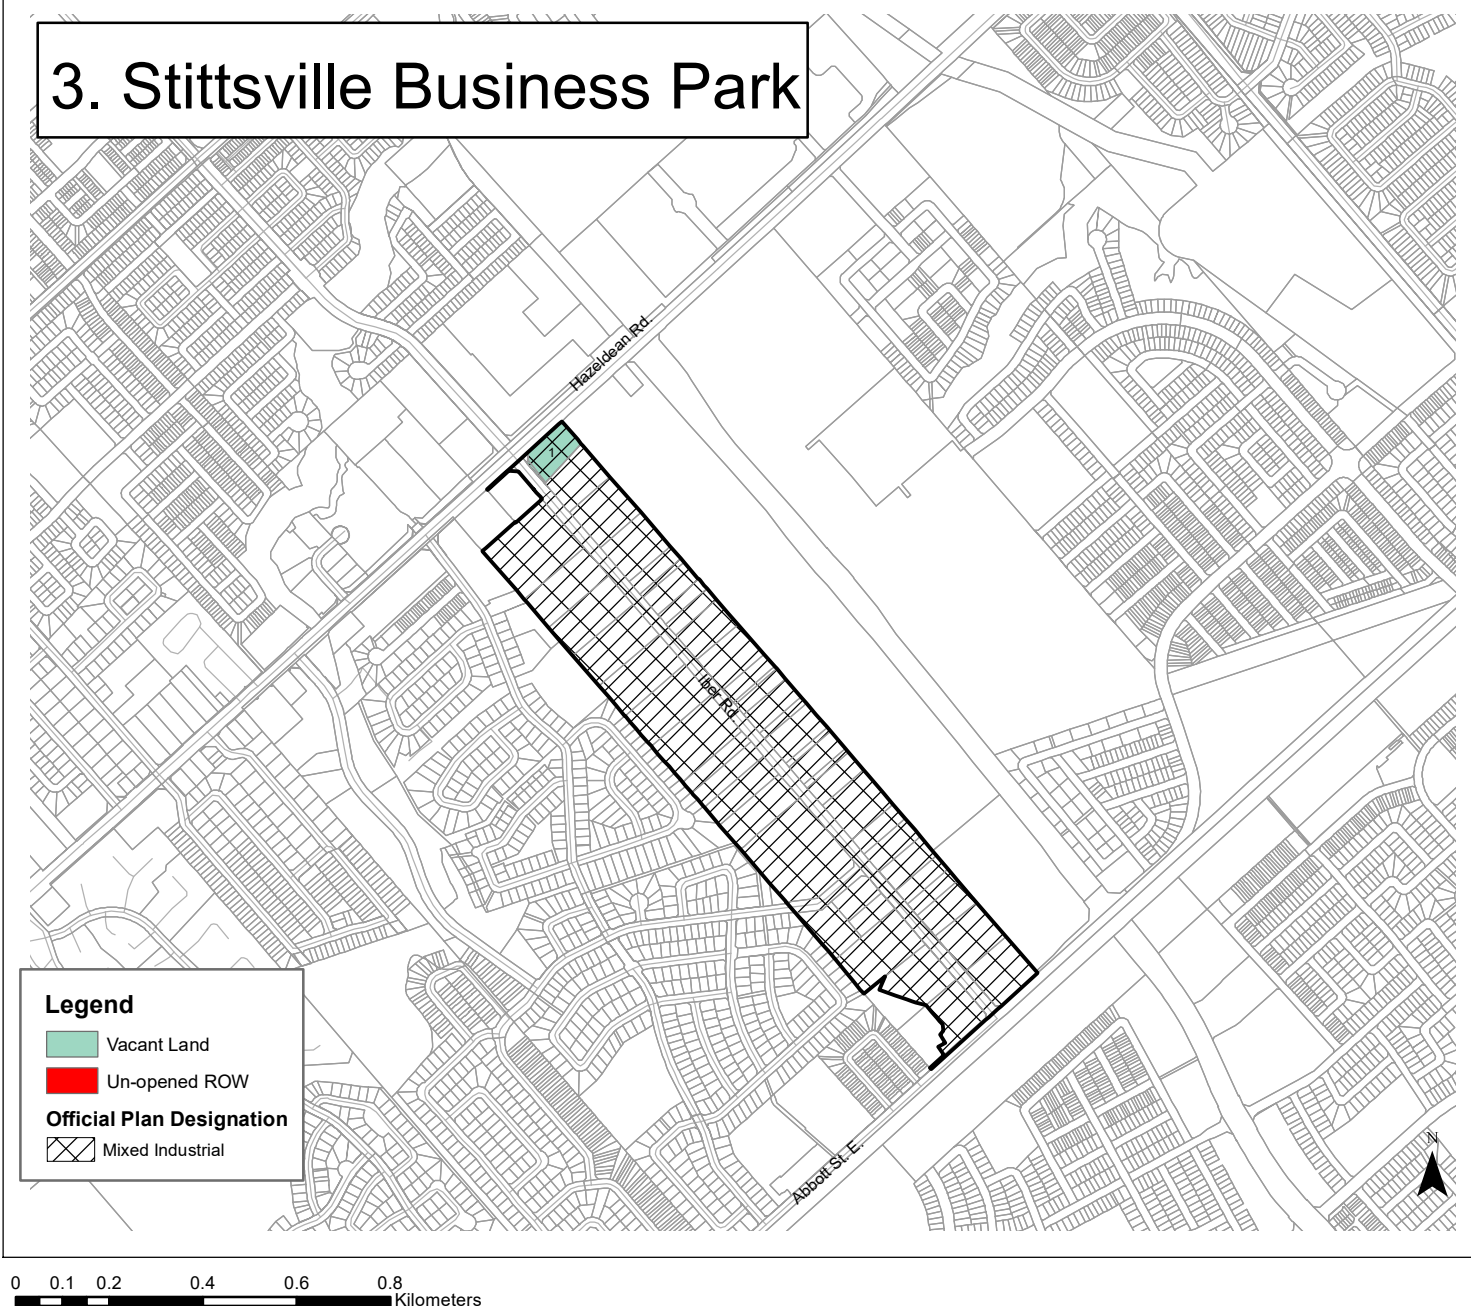 3. Stittsville Business Park
Hazeldean Rd.
1
Iber Rd.
Abbott St. E.
Legend
Vacant Land
Un-opened ROW
Official Plan Designation
Mixed Industrial
N
0 0.1 0.2 0.4 0.6 0.8
Kilometers